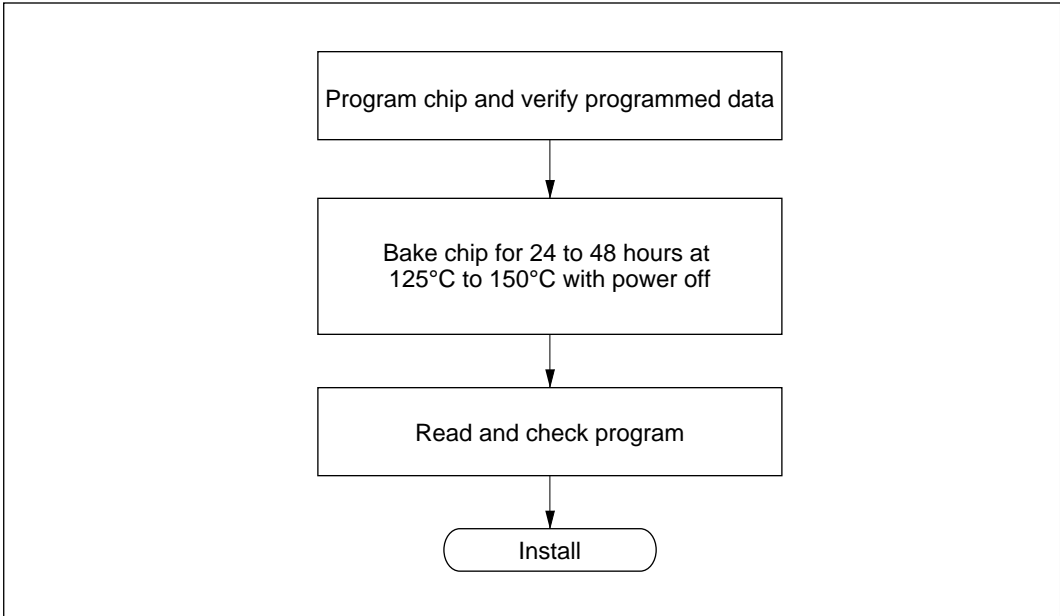 Program chip and verify programmed data
Bake chip for 24 to 48 hours at
125°C to 150°C with power off
Read and check program
Install